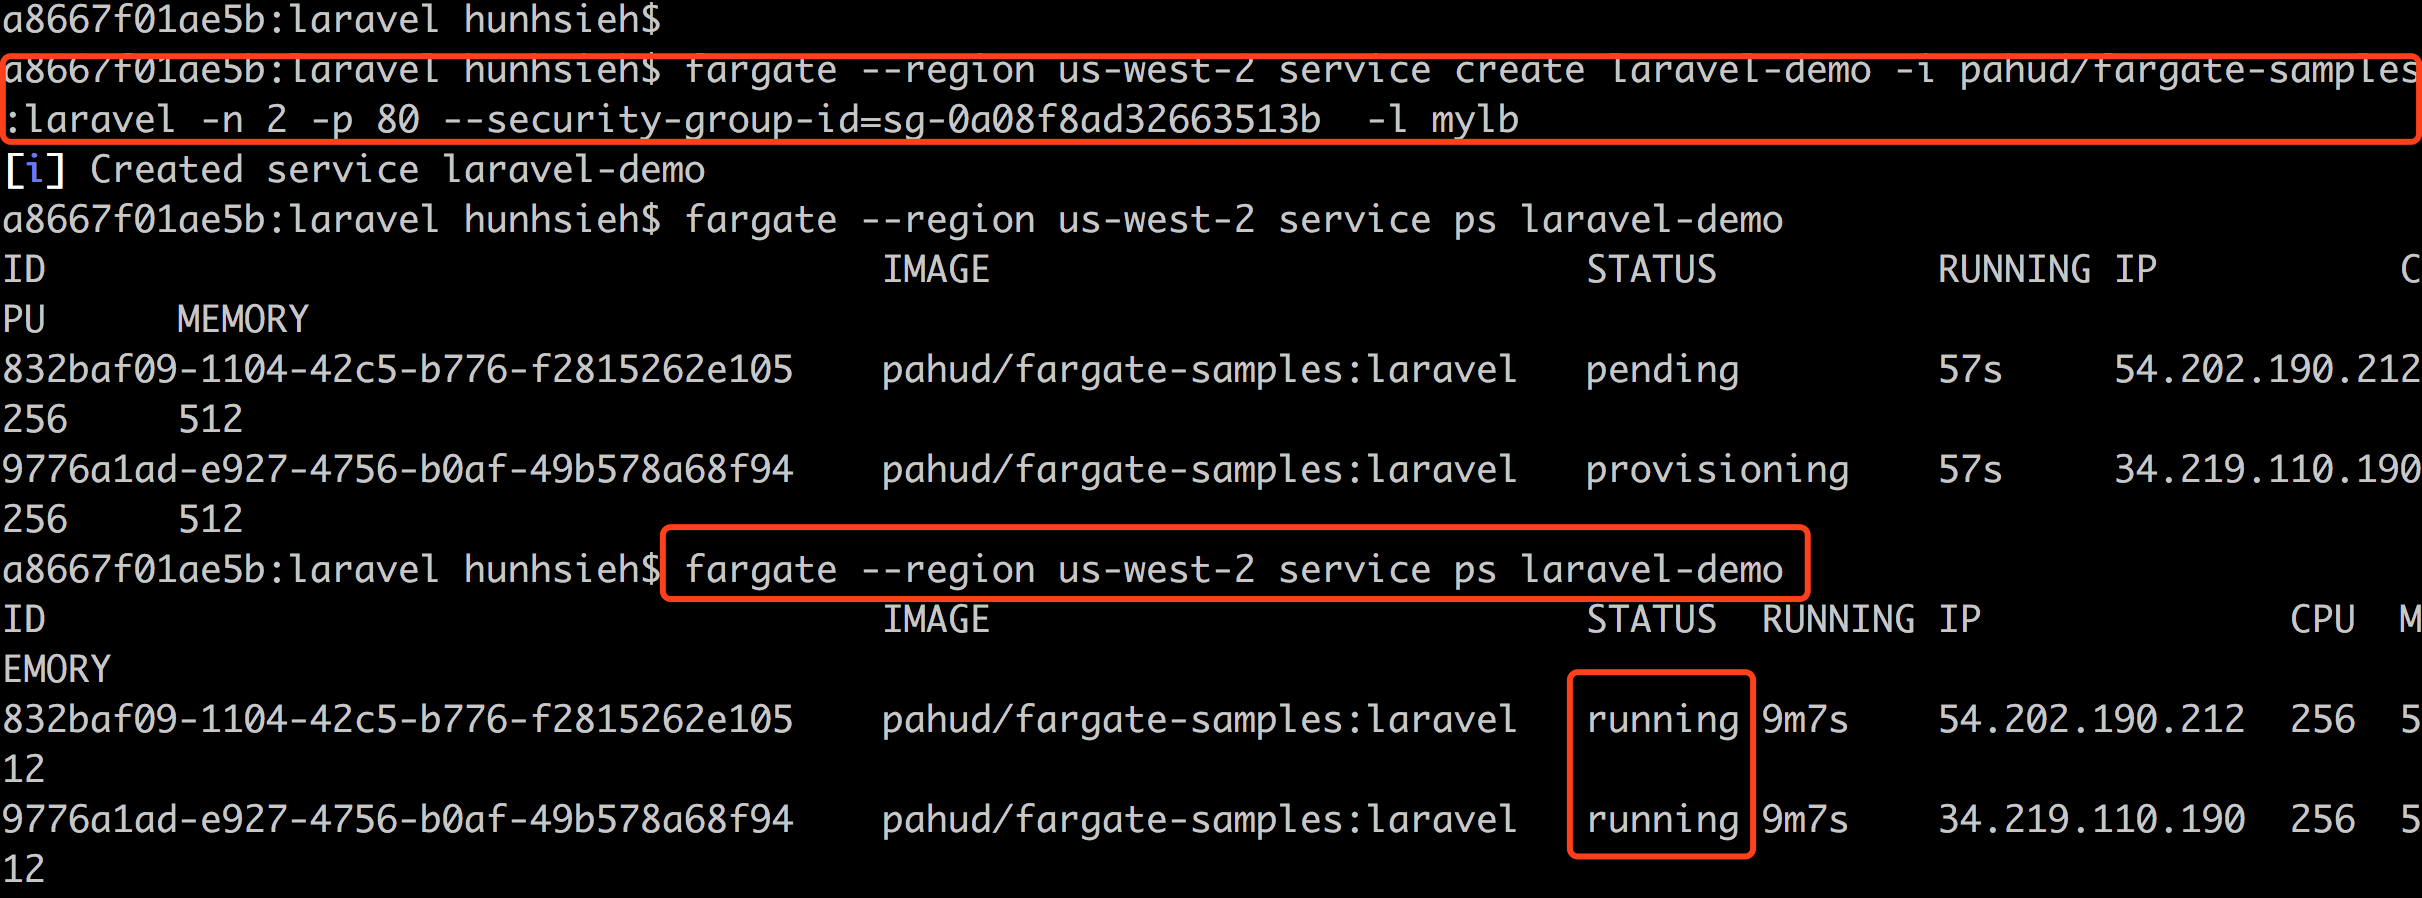 a8667f01ae5b:laravel hunhsieh$
a8667f01ae5b:laravel hunhsieh$ fargate --region us-west-2 service create laravel-demo -i pahud/fargate-samples
:laravel -n 2 -p 80 --security-group-id=sg-0a08f8ad32663513b  -l mylb
[i] Created service laravel-demo
a8667f01ae5b:laravel hunhsieh$ fargate --region us-west-2 service ps laravel-demo
ID                                      IMAGE                           STATUS          RUNNING IP           C
PU      MEMORY
832baf09-1104-42c5-b776-f2815262e105    pahud/fargate-samples:laravel   pending         57s     54.202.190.212
256     512
9776a1ad-e927-4756-b0af-49b578a68f94    pahud/fargate-samples:laravel   provisioning    57s     34.219.110.190
256     512
a8667f01ae5b:laravel hunhsieh$ fargate --region us-west-2 service ps laravel-demo
ID                                      IMAGE                           STATUS  RUNNING IP              CPU  M
EMORY
832baf09-1104-42c5-b776-f2815262e105    pahud/fargate-samples:laravel   running 9m7s    54.202.190.212  256  5
12
9776a1ad-e927-4756-b0af-49b578a68f94    pahud/fargate-samples:laravel   running 9m7s    34.219.110.190  256  5
12